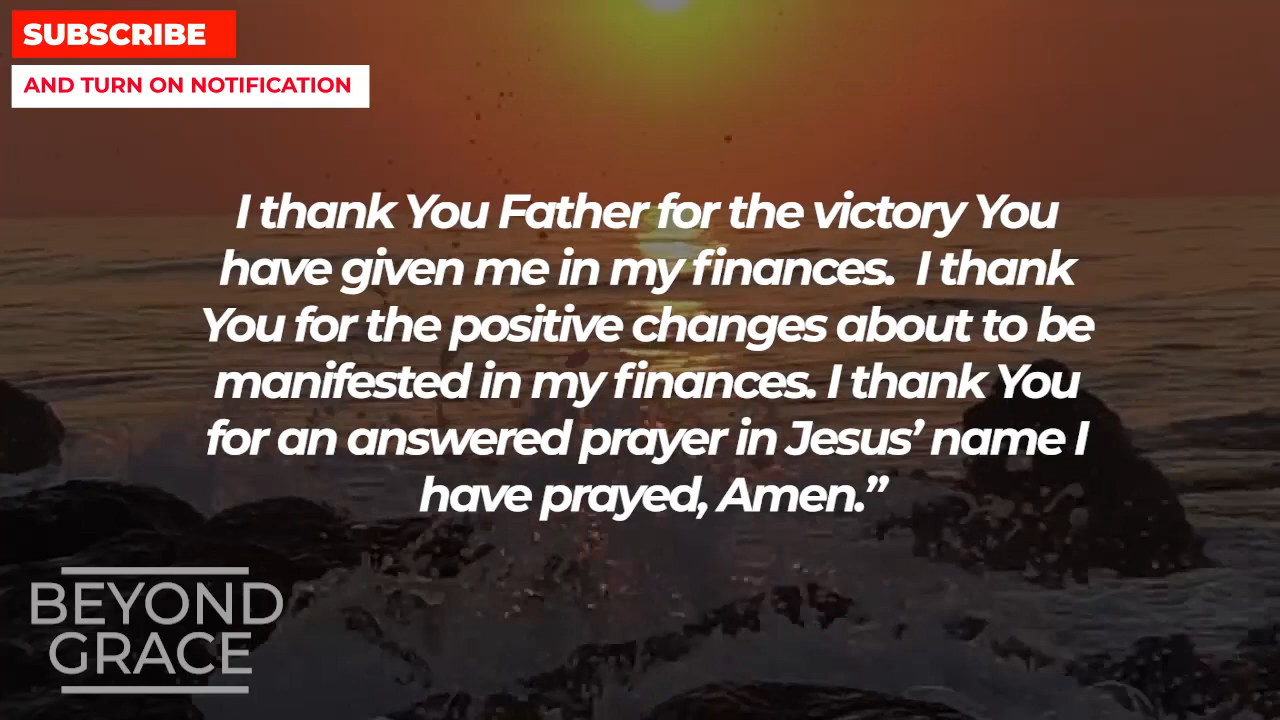 SUBSCRIBE
AND TURN ON NOTIFICATION
I thank You Father for the victory You
have given me in my finances.  I thank
You for the positive changes about to be
manifested in my finances. I thank You
for an answered prayer in Jesus’ name I
have prayed, Amen.”
BEYOND
GRACE